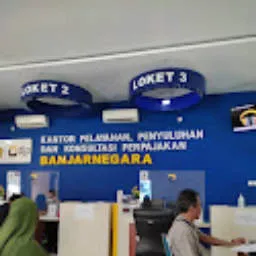 LOKET 2
LOKET 3
KANTOR PELAYANAN, PENYULUHAN
DAN KONSULTASI PERPAJAKAN
BANJARNEGARA